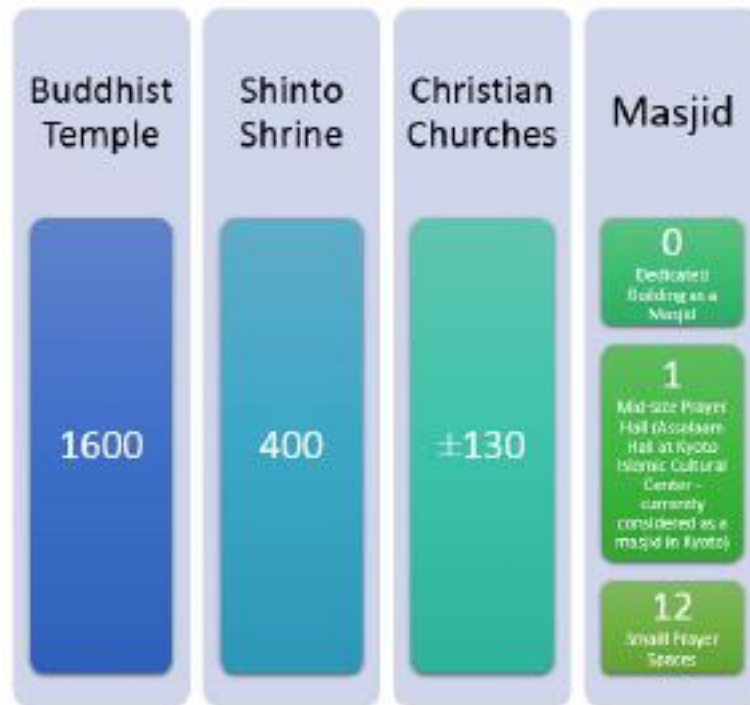 Buddhist
Temple
1600
Shinto
Shrine
400
Christian
Churches
±130
Masjid
0
Dedicated
Building as a
Masjid
1
Mid-size Prayer
Hall (Assalaam
Hall at Kyoto
Islamic Cultural
Center -
currently
considered as a
masjid in Kyoto)
12
Small Prayer
Spaces